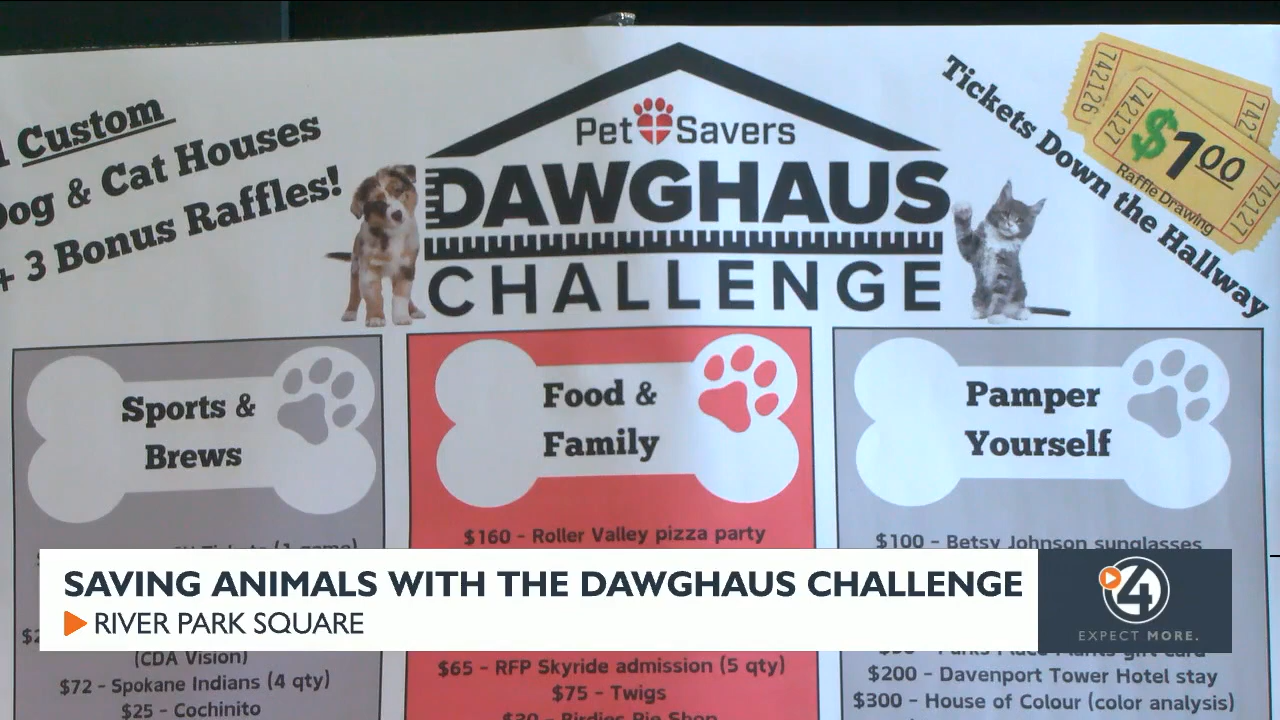 Custom
Dog & Cat Houses
+ 3 Bonus Raffles!
Pet Savers
DAWGHAUS
CHALLENGE
Tickets Down the Hallway
742126
742127
$1.00
Raffle Drawing
742127
Sports &
Brews
Food &
Family
Pamper
Yourself
$160 - Roller Valley pizza party
$100 - Betsy Johnson sunglasses
SAVING ANIMALS WITH THE DAWGHAUS CHALLENGE
RIVER PARK SQUARE
4
EXPECT MORE.
(CDA Vision)
$72 - Spokane Indians (4 qty)
$25 - Cochinito
$65 - RFP Skyride admission (5 qty)
$75 - Twigs
Birdies Pie Shop
$200 - Davenport Tower Hotel stay
$300 - House of Colour (color analysis)